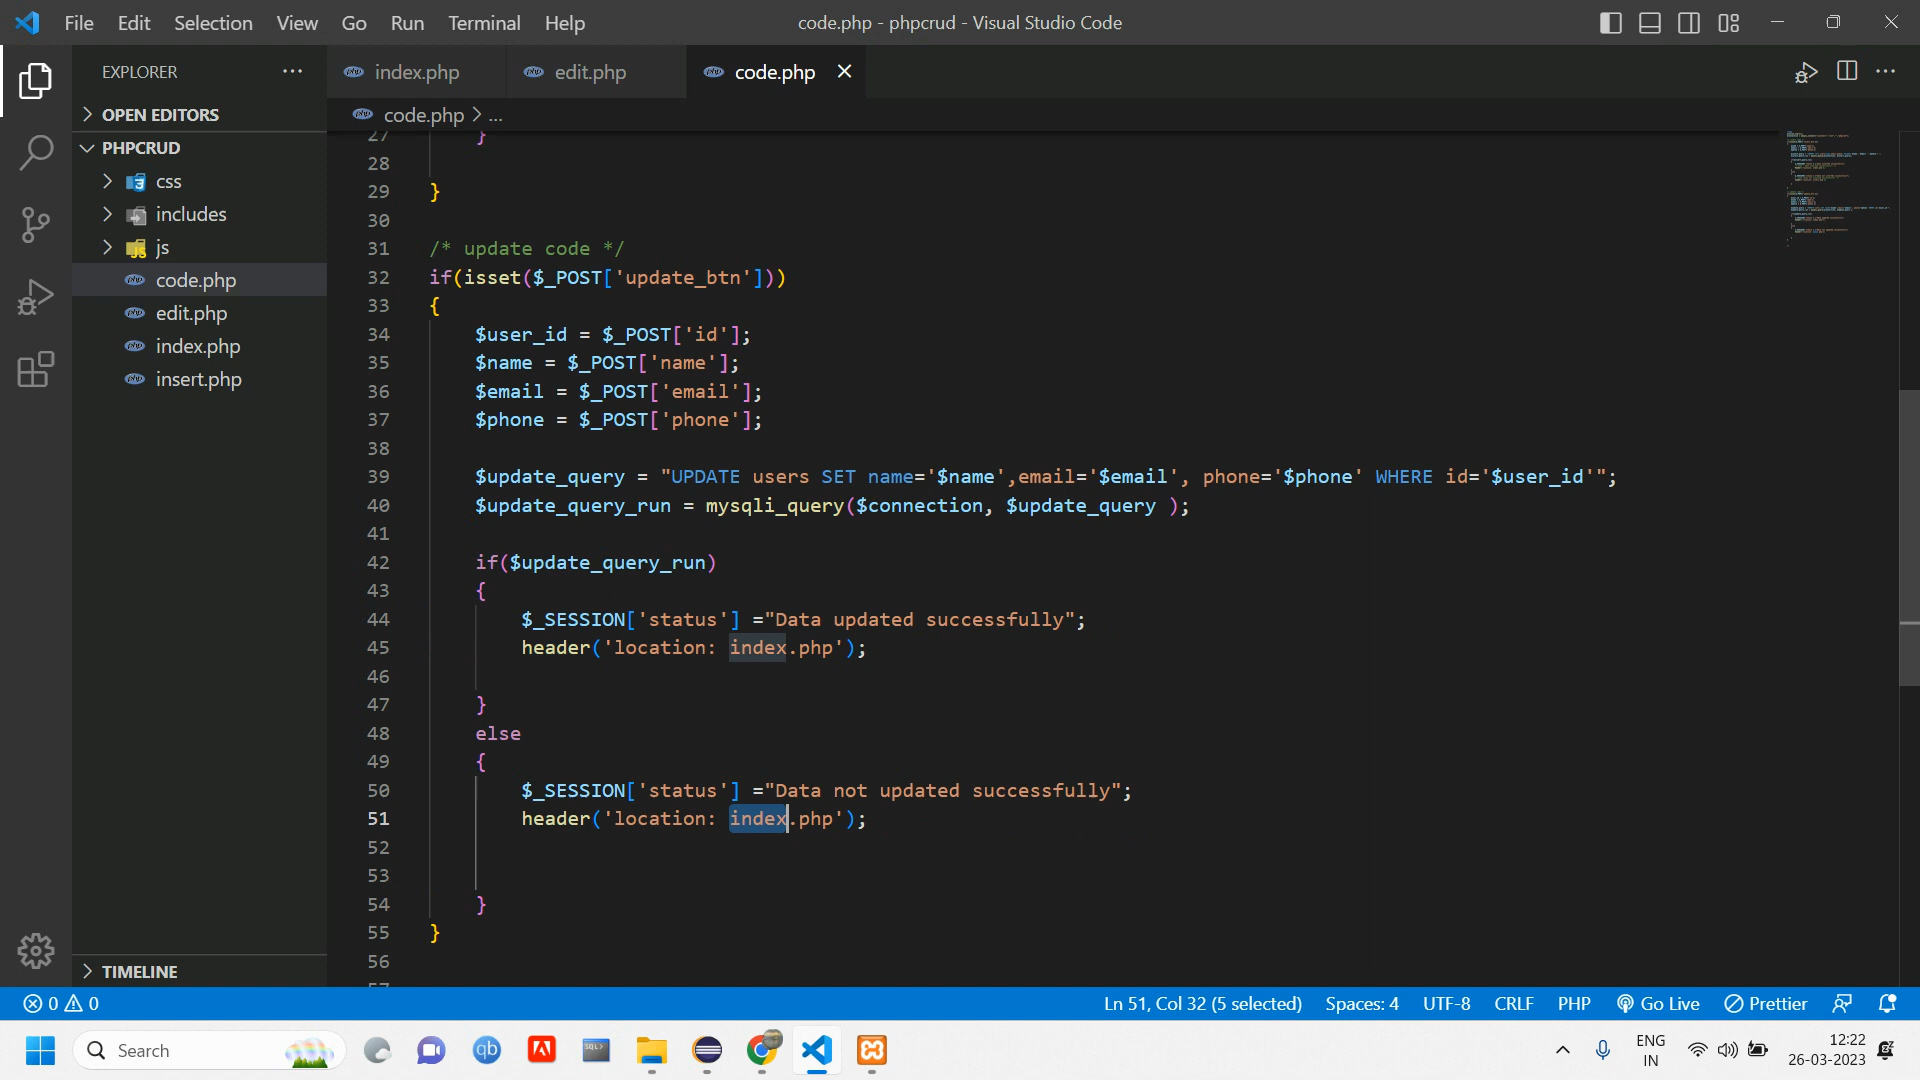 File Edit Selection View Go Run Terminal Help code.php - phpcrud - Visual Studio Code
EXPLORER
OPEN EDITORS
PHPCRUD
css
includes
js
code.php
edit.php
index.php
insert.php
TIMELINE
index.php edit.php code.php
code.php > ...
27 }
28
29 }
30
31 /* update code */
32 if(isset($_POST['update_btn']))
33 {
34 $user_id = $_POST['id'];
35 $name = $_POST['name'];
36 $email = $_POST['email'];
37 $phone = $_POST['phone'];
38
39 $update_query = "UPDATE users SET name='$name',email='$email', phone='$phone' WHERE id='$user_id'";
40 $update_query_run = mysqli_query($connection, $update_query );
41
42 if($update_query_run)
43 {
44 $_SESSION['status'] ="Data updated successfully";
45 header('location: index.php');
46
47 }
48 else
49 {
50 $_SESSION['status'] ="Data not updated successfully";
51 header('location: index.php');
52
53
54 }
55 }
56
0 0 Ln 51, Col 32 (5 selected) Spaces: 4 UTF-8 CRLF PHP Go Live Prettier
Search
qb
SQL>
ENG
IN
12:22
26-03-2023